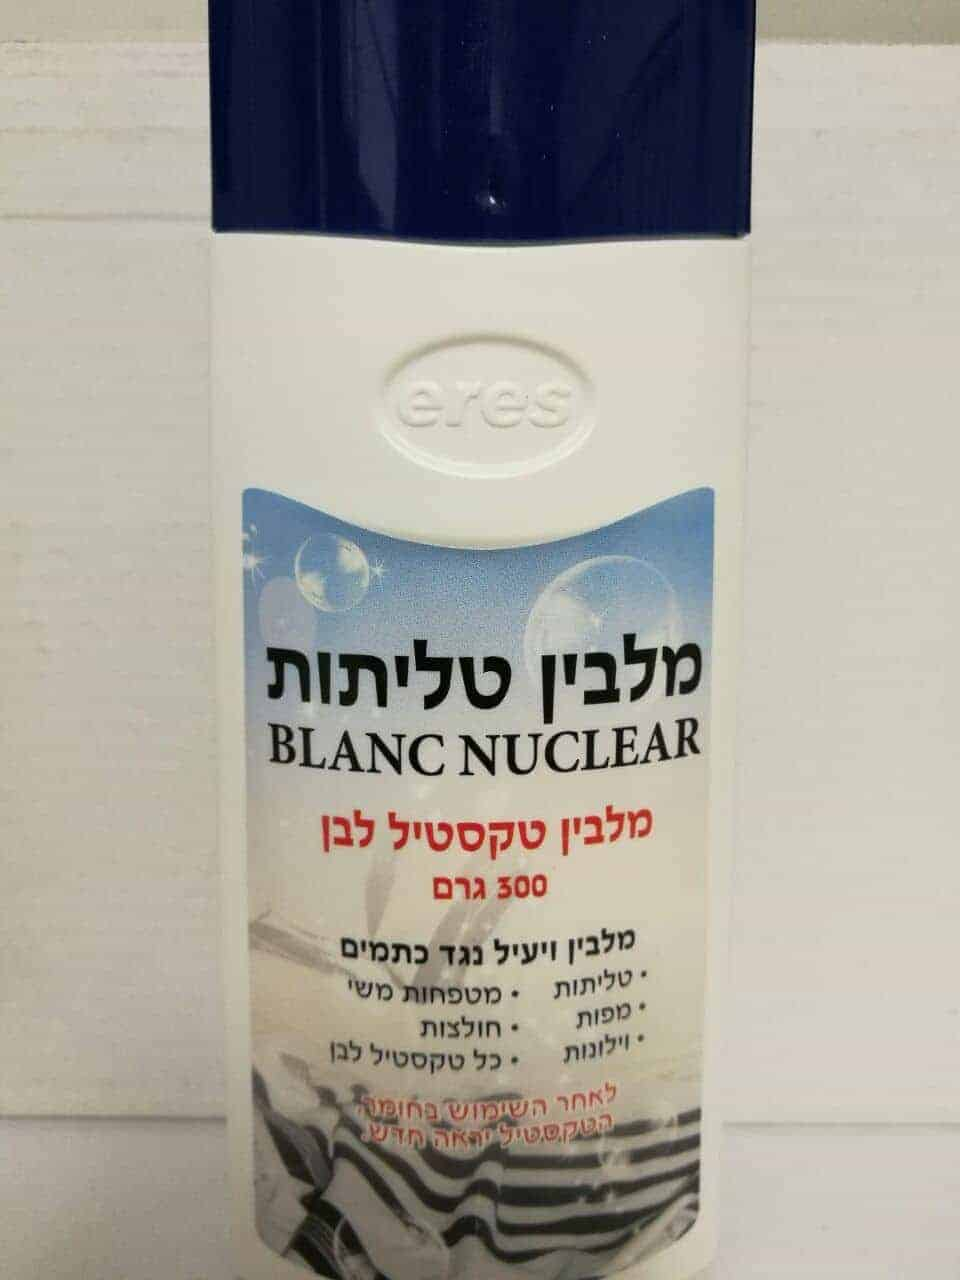 eres
מלבין טליתות
BLANC NUCLEAR
מלבין טקסטיל לבן
300 גרם
מלבין ויעיל נגד כתמים
• טליתות • מטפחות משי
• מפות • חולצות
• וילונות • כל טקסטיל לבן
לאחר השימוש בחומר,
הטקסטיל יראה חדש.